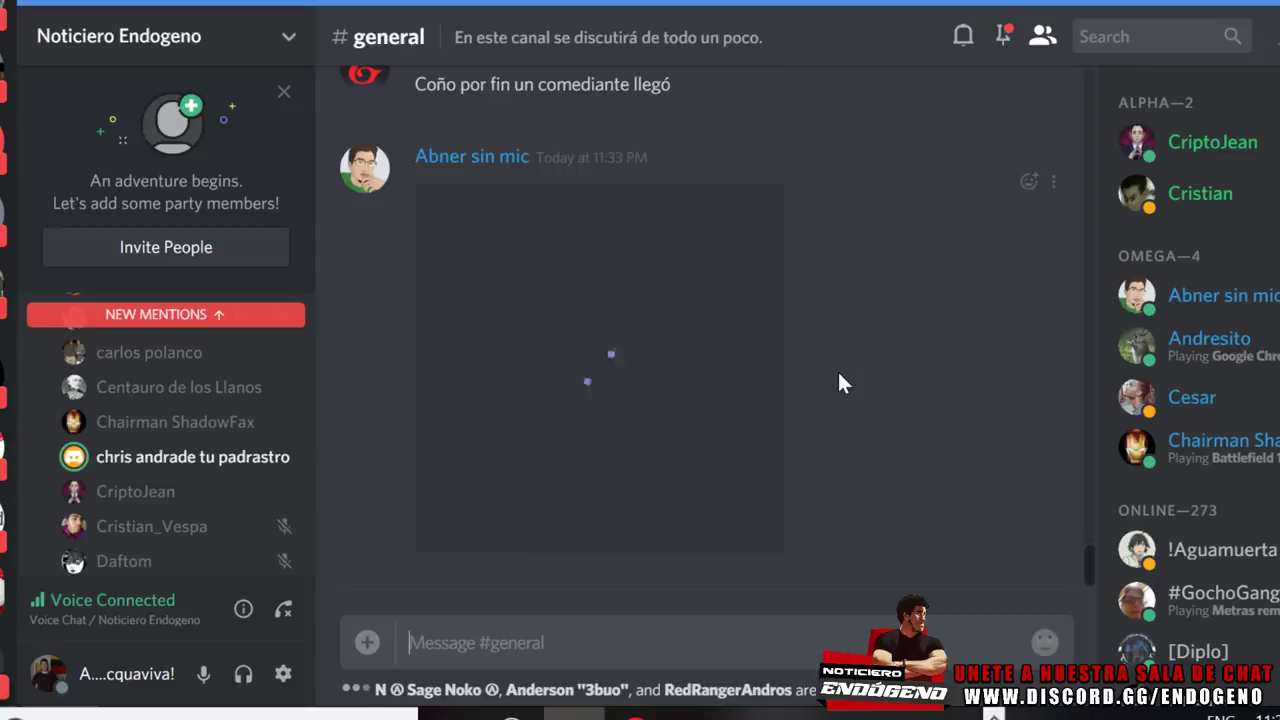 Noticiero Endogeno
# general
En este canal se discutirá de todo un poco.
Search
An adventure begins.
Let's add some party members!
Invite People
NEW MENTIONS ↑
carlos polanco
Centauro de los Llanos
Chairman ShadowFax
chris andrade tu padrastro
CriptoJean
Cristian_Vespa
Daftom
Voice Connected
Voice Chat / Noticiero Endogeno
A....cquaviva!
Coño por fin un comediante llegó
Abner sin mic Today at 11:33 PM
Message #general
N Ⓐ Sage Noko Ⓐ, Anderson "3buo", and RedRangerAndros are
ALPHA—2
CriptoJean
Cristian
OMEGA—4
Abner sin mic
Andresito
Playing Google Chr
Cesar
Chairman Sha
Playing Battlefield 1
ONLINE—273
!Aguamuerta
#GochoGang
Playing Metras rem
[Diplo]
NOTICIERO
ENDÓGENO
UNETE A NUESTRA SALA DE CHAT
WWW.DISCORD.GG/ENDOGENO
ENG